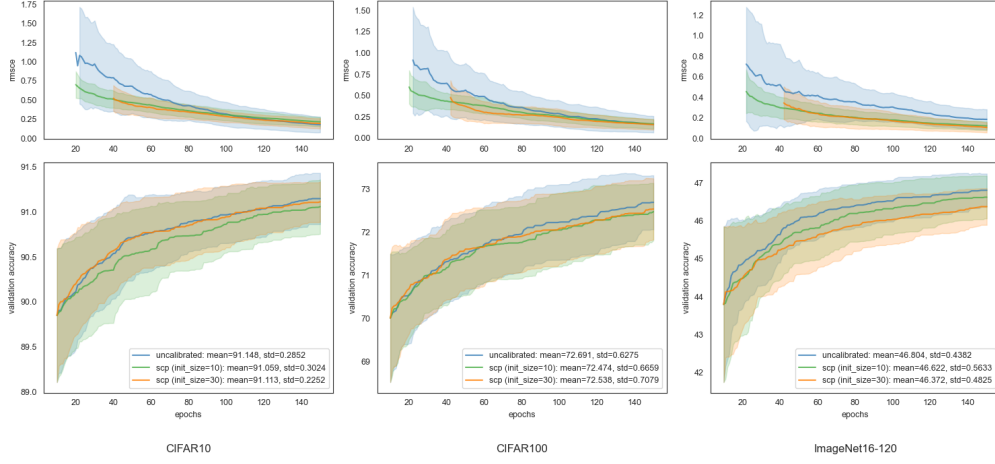 1.75
1.50
1.25
1.00
0.75
0.50
0.25
0.00
rmsce
20 40 60 80 100 120 140
epochs
1.50
1.25
1.00
0.75
0.50
0.25
0.00
rmsce
20 40 60 80 100 120 140
epochs
1.2
1.0
0.8
0.6
0.4
0.2
0.0
rmsce
20 40 60 80 100 120 140
epochs
91.5
91.0
90.5
90.0
89.5
89.0
validation accuracy
uncalibrated: mean=91.148, std=0.2852
scp (init_size=10): mean=91.059, std=0.3024
scp (init_size=30): mean=91.113, std=0.2252
20 40 60 80 100 120 140
epochs
73
72
71
70
69
validation accuracy
uncalibrated: mean=72.691, std=0.6275
scp (init_size=10): mean=72.474, std=0.6659
scp (init_size=30): mean=72.538, std=0.7079
20 40 60 80 100 120 140
epochs
47
46
45
44
43
42
validation accuracy
uncalibrated: mean=46.804, std=0.4382
scp (init_size=10): mean=46.622, std=0.5633
scp (init_size=30): mean=46.372, std=0.4825
20 40 60 80 100 120 140
epochs
CIFAR10
CIFAR100
ImageNet16-120